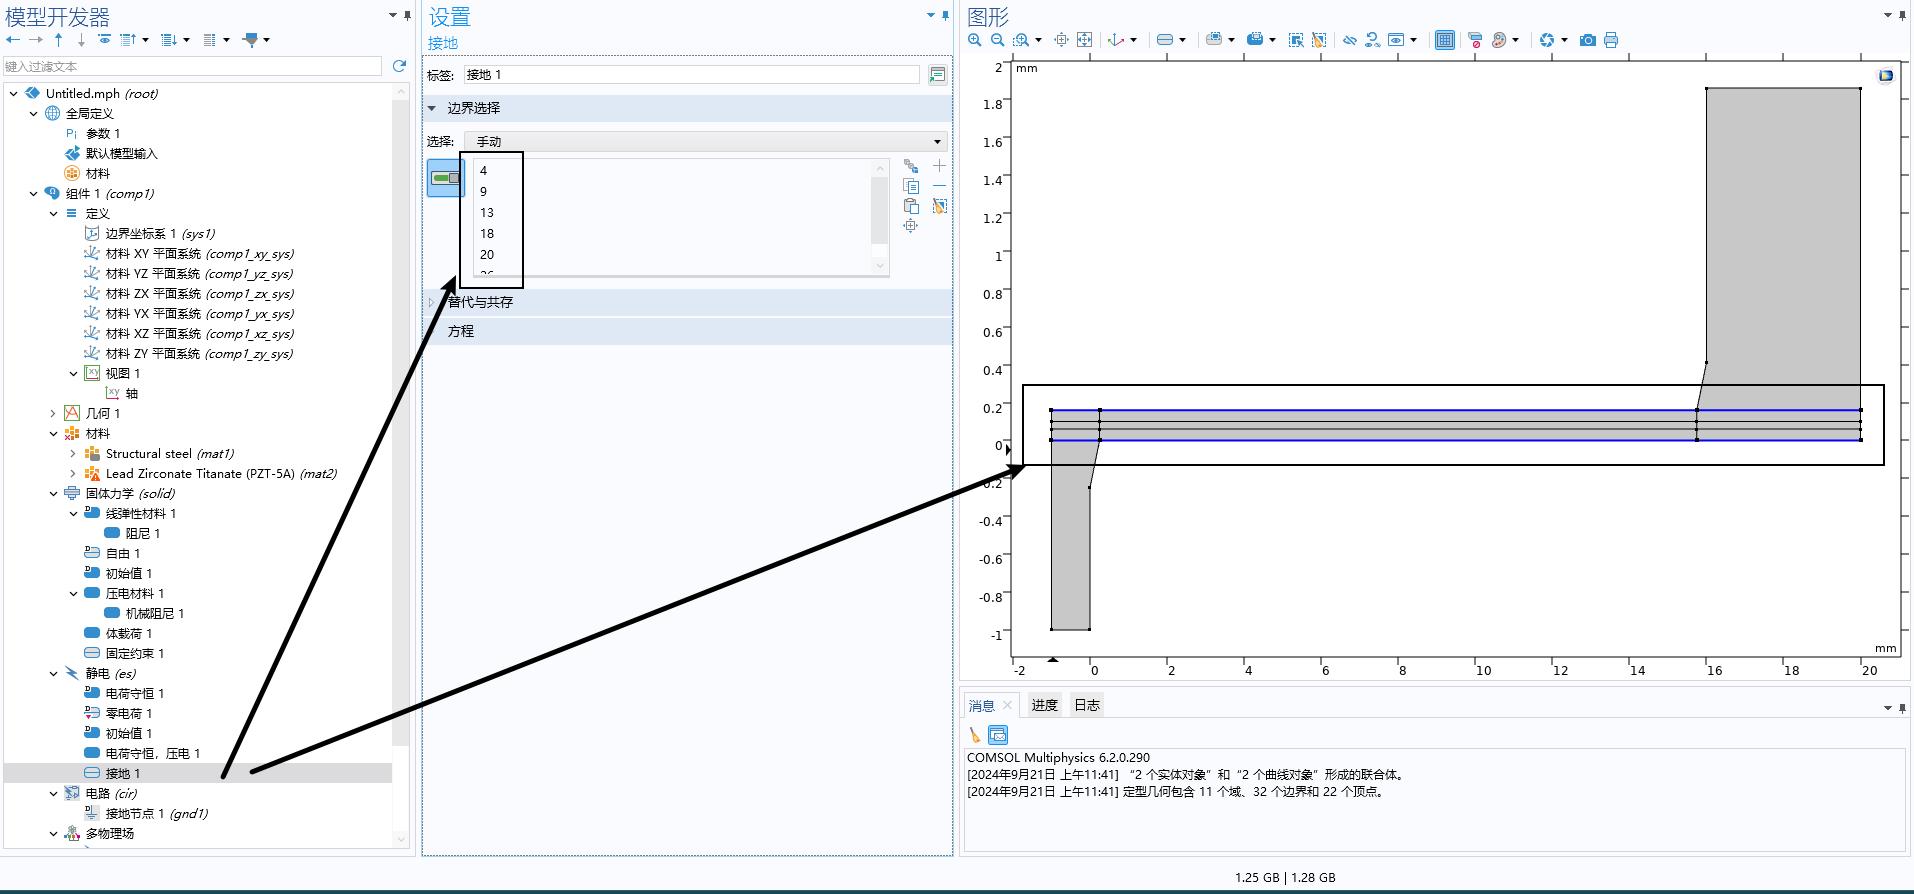 模型开发器
键入过滤文本
Untitled.mph (root)
全局定义
Pi 参数 1
默认模型输入
材料
组件 1 (comp1)
定义
边界坐标系 1 (sys1)
材料 XY 平面系统 (comp1_xy_sys)
材料 YZ 平面系统 (comp1_yz_sys)
材料 ZX 平面系统 (comp1_zx_sys)
材料 YX 平面系统 (comp1_yx_sys)
材料 XZ 平面系统 (comp1_xz_sys)
材料 ZY 平面系统 (comp1_zy_sys)
视图 1
轴
几何 1
材料
Structural steel (mat1)
Lead Zirconate Titanate (PZT-5A) (mat2)
固体力学 (solid)
线弹性材料 1
阻尼 1
自由 1
初始值 1
压电材料 1
机械阻尼 1
体载荷 1
固定约束 1
静电 (es)
电荷守恒 1
零电荷 1
初始值 1
电荷守恒，压电 1
接地 1
电路 (cir)
接地节点 1 (gnd1)
多物理场
设置
接地
标签: 接地 1
边界选择
选择: 手动
4
9
13
18
20
替代与共存
方程
图形
mm
2
1.8
1.6
1.4
1.2
1
0.8
0.6
0.4
0.2
0
0.2
-0.4
-0.6
-0.8
-1
mm
-2 0 2 4 6 8 10 12 14 16 18 20
消息 进度 日志
COMSOL Multiphysics 6.2.0.290
[2024年9月21日 上午11:41] “2 个实体对象”和“2 个曲线对象”形成的联合体。
[2024年9月21日 上午11:41] 定型几何包含 11 个域、32 个边界和 22 个顶点。
1.25 GB | 1.28 GB